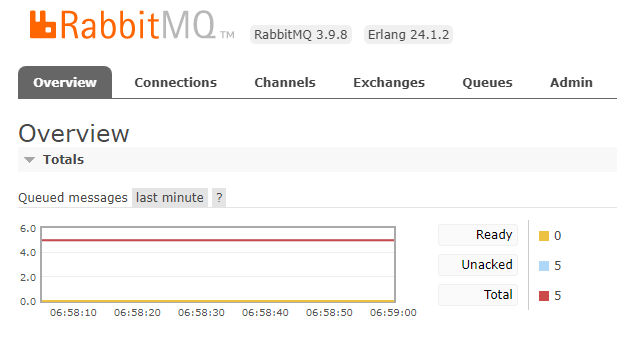 RabbitMQ TM RabbitMQ 3.9.8 Erlang 24.1.2
Overview Connections Channels Exchanges Queues Admin
Overview
Totals
Queued messages last minute ?
6.0
4.0
2.0
0.0
06:58:10 06:58:20 06:58:30 06:58:40 06:58:50 06:59:00
Ready 0
Unacked 5
Total 5